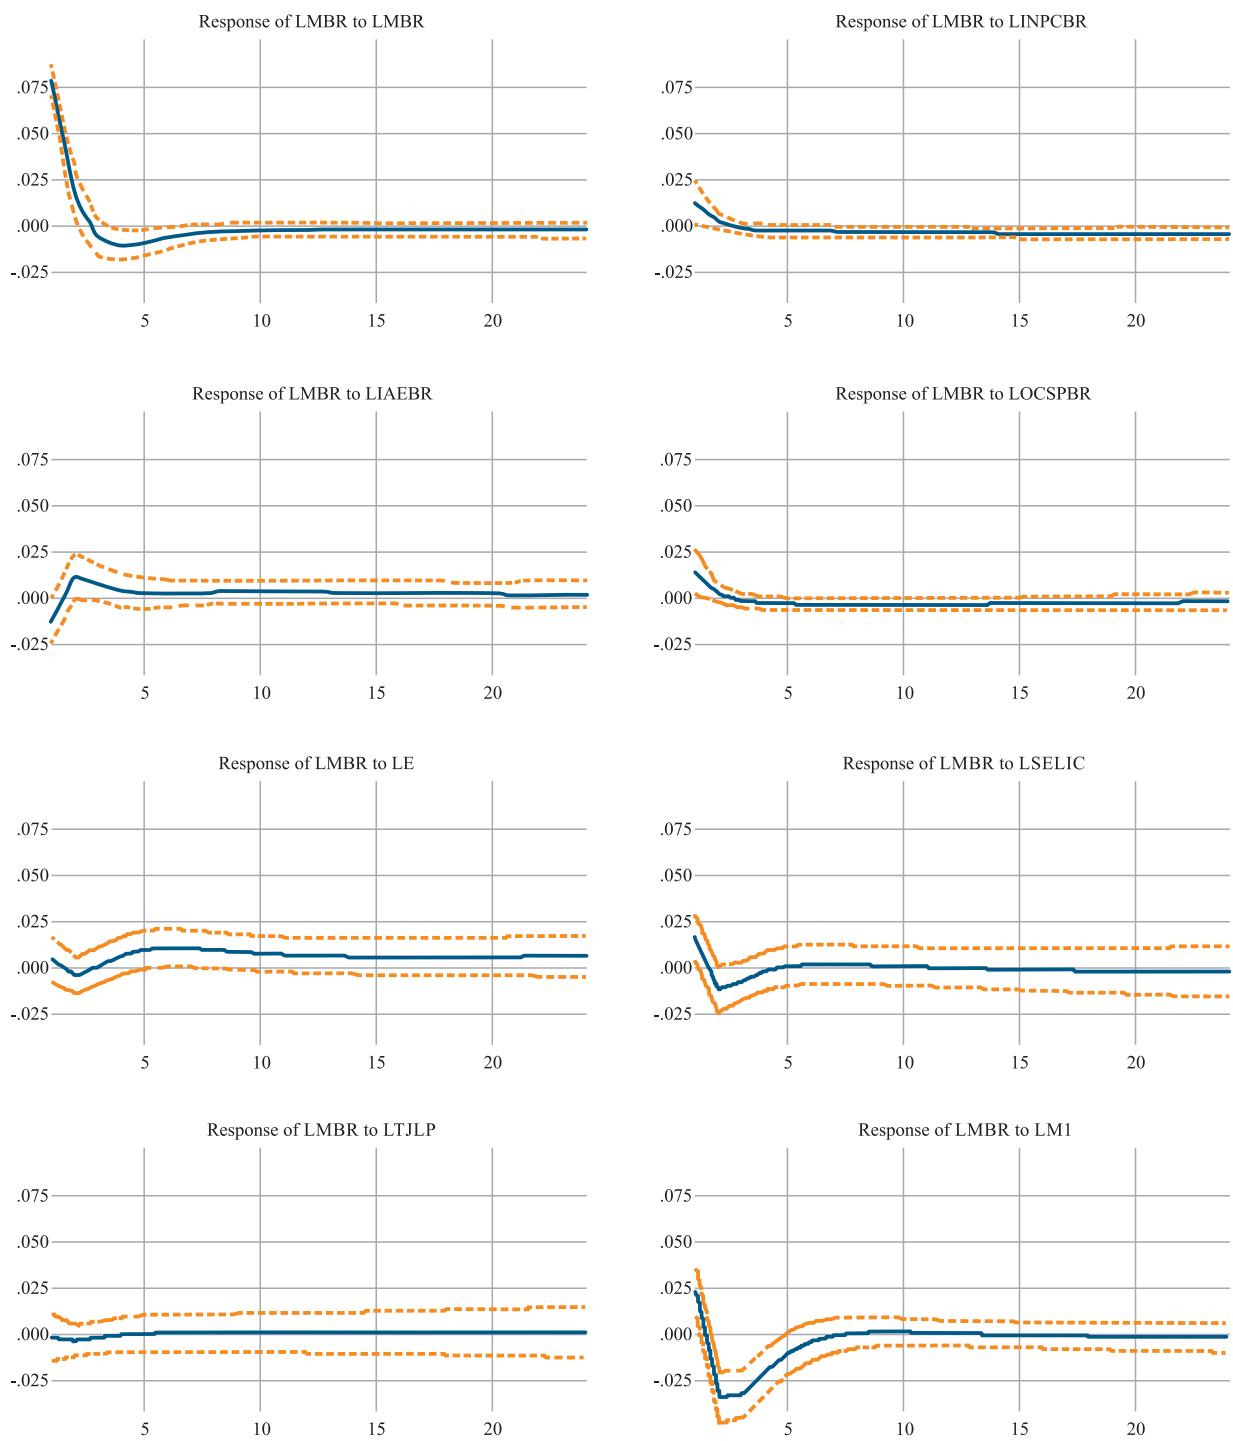 Response of LMBR to LMBR
.075
.050
.025
.000
-.025
5 10 15 20
Response of LMBR to LINPCBR
.075
.050
.025
.000
-.025
5 10 15 20
Response of LMBR to LIAEBR
.075
.050
.025
.000
-.025
5 10 15 20
Response of LMBR to LOCSPBR
.075
.050
.025
.000
-.025
5 10 15 20
Response of LMBR to LE
.075
.050
.025
.000
-.025
5 10 15 20
Response of LMBR to LSELIC
.075
.050
.025
.000
-.025
5 10 15 20
Response of LMBR to LTJLP
.075
.050
.025
.000
-.025
5 10 15 20
Response of LMBR to LM1
.075
.050
.025
.000
-.025
5 10 15 20